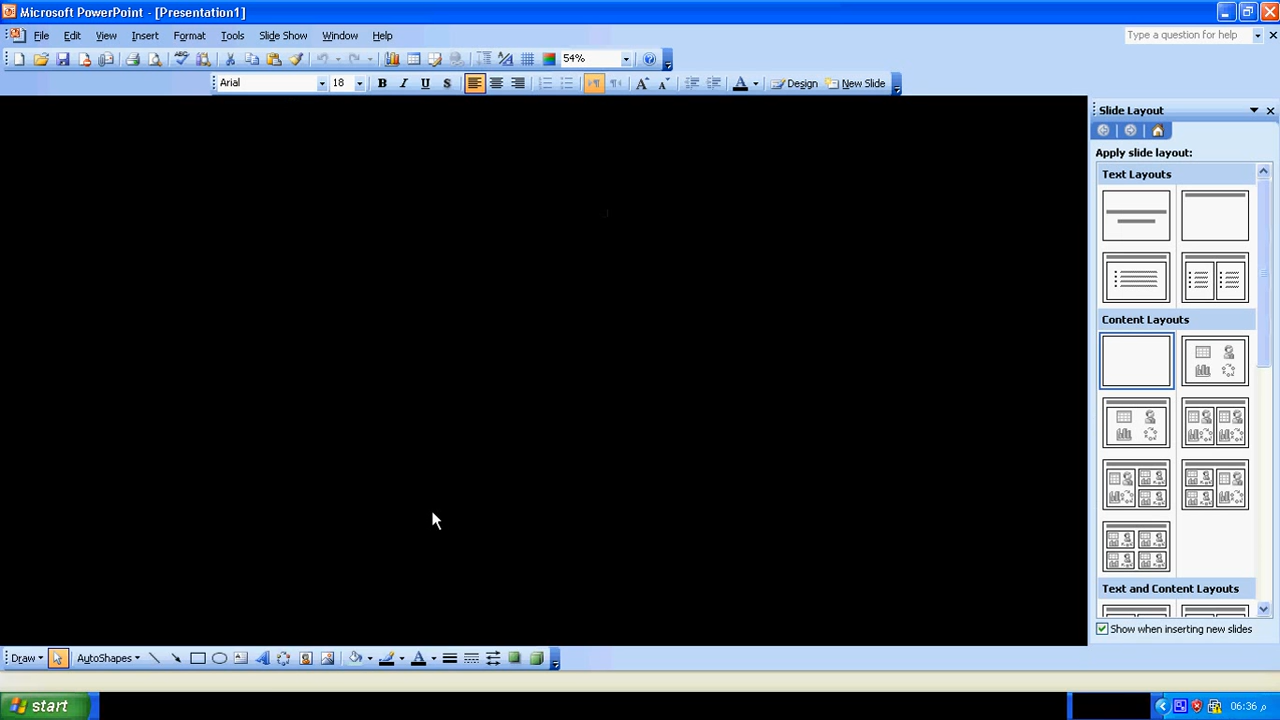 Microsoft PowerPoint - [Presentation1]
File Edit View Insert Format Tools Slide Show Window Help
Type a question for help
54%
Arial 18 B I U S A Design New Slide
Slide Layout
Apply slide layout:
Text Layouts
Content Layouts
Text and Content Layouts
Show when inserting new slides
Draw AutoShapes A
start
06:36 م